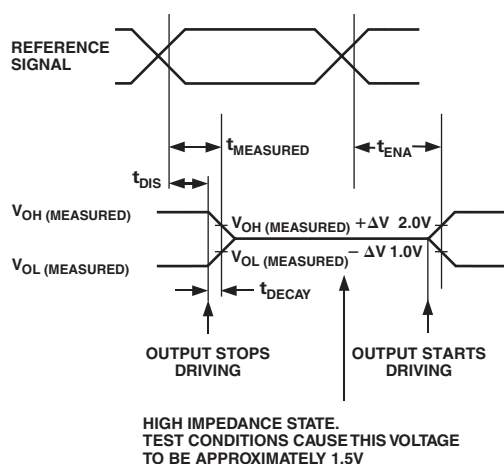 REFERENCE
SIGNAL
tMEASURED
tENA
tDIS
VOH (MEASURED)
VOH (MEASURED) +ΔV 2.0V
VOL (MEASURED)
VOL (MEASURED) – ΔV 1.0V
tDECAY
OUTPUT STOPS
DRIVING
OUTPUT STARTS
DRIVING
HIGH IMPEDANCE STATE.
TEST CONDITIONS CAUSE THIS VOLTAGE
TO BE APPROXIMATELY 1.5V